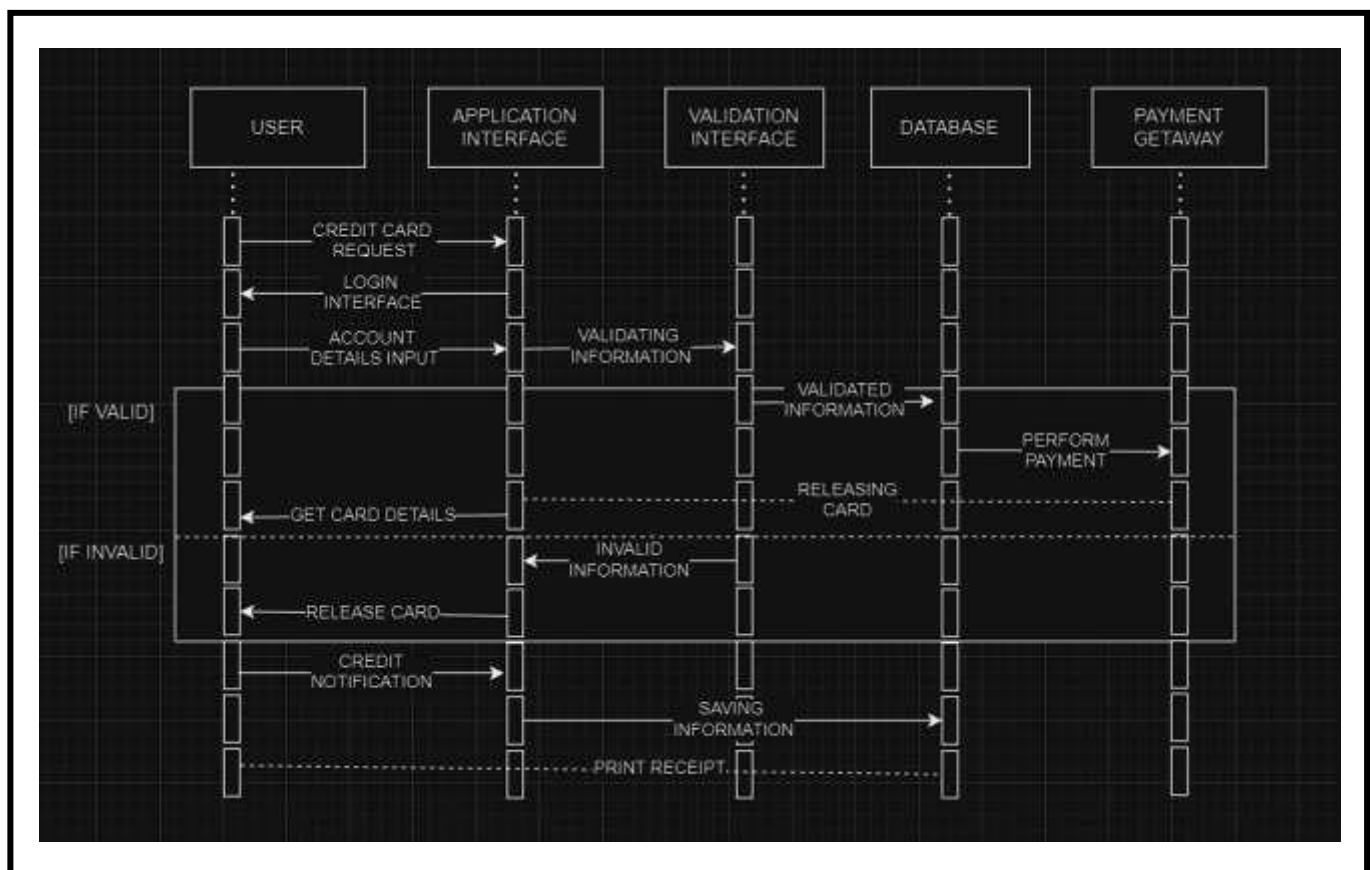 USER
APPLICATION
INTERFACE
VALIDATION
INTERFACE
DATABASE
PAYMENT
GETAWAY
CREDIT CARD
REQUEST
LOGIN
INTERFACE
ACCOUNT
DETAILS INPUT
VALIDATING
INFORMATION
[IF VALID]
VALIDATED
INFORMATION
PERFORM
PAYMENT
RELEASING
CARD
GET CARD DETAILS
[IF INVALID]
INVALID
INFORMATION
RELEASE CARD
CREDIT
NOTIFICATION
SAVING
INFORMATION
PRINT RECEIPT